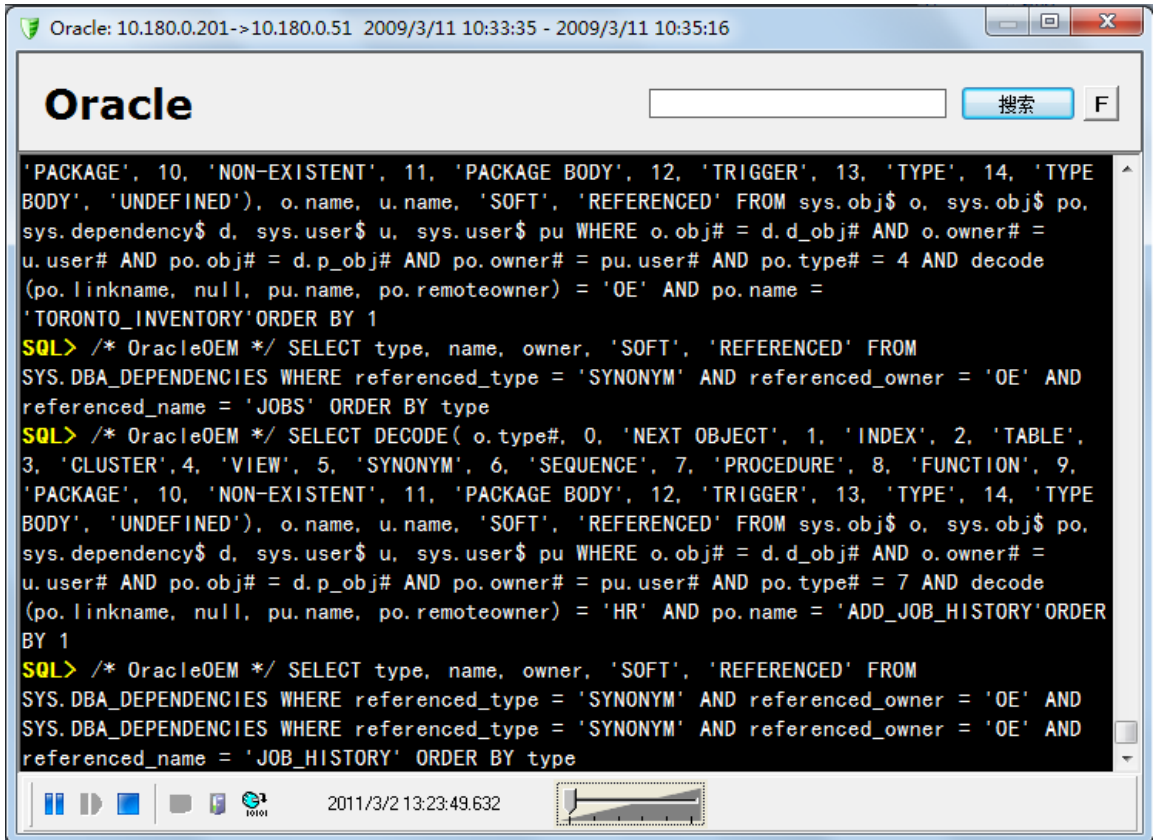 Oracle: 10.180.0.201->10.180.0.51 2009/3/11 10:33:35 - 2009/3/11 10:35:16
Oracle
搜索
F
'PACKAGE', 10, 'NON-EXISTENT', 11, 'PACKAGE BODY', 12, 'TRIGGER', 13, 'TYPE', 14, 'TYPE
BODY', 'UNDEFINED'), o.name, u.name, 'SOFT', 'REFERENCED' FROM sys.obj$ o, sys.obj$ po,
sys.dependency$ d, sys.user$ u, sys.user$ pu WHERE o.obj# = d.d_obj# AND o.owner# =
u.user# AND po.obj# = d.p_obj# AND po.owner# = pu.user# AND po.type# = 4 AND decode
(po.linkname, null, pu.name, po.remoteowner) = 'OE' AND po.name =
'TORONTO_INVENTORY'ORDER BY 1
SQL> /* OracleOEM */ SELECT type, name, owner, 'SOFT', 'REFERENCED' FROM
SYS.DBA_DEPENDENCIES WHERE referenced_type = 'SYNONYM' AND referenced_owner = 'OE' AND
referenced_name = 'JOBS' ORDER BY type
SQL> /* OracleOEM */ SELECT DECODE( o.type#, 0, 'NEXT OBJECT', 1, 'INDEX', 2, 'TABLE',
3, 'CLUSTER',4, 'VIEW', 5, 'SYNONYM', 6, 'SEQUENCE', 7, 'PROCEDURE', 8, 'FUNCTION', 9,
'PACKAGE', 10, 'NON-EXISTENT', 11, 'PACKAGE BODY', 12, 'TRIGGER', 13, 'TYPE', 14, 'TYPE
BODY', 'UNDEFINED'), o.name, u.name, 'SOFT', 'REFERENCED' FROM sys.obj$ o, sys.obj$ po,
sys.dependency$ d, sys.user$ u, sys.user$ pu WHERE o.obj# = d.d_obj# AND o.owner# =
u.user# AND po.obj# = d.p_obj# AND po.owner# = pu.user# AND po.type# = 7 AND decode
(po.linkname, null, pu.name, po.remoteowner) = 'HR' AND po.name = 'ADD_JOB_HISTORY'ORDER
BY 1
SQL> /* OracleOEM */ SELECT type, name, owner, 'SOFT', 'REFERENCED' FROM
SYS.DBA_DEPENDENCIES WHERE referenced_type = 'SYNONYM' AND referenced_owner = 'OE' AND
SYS.DBA_DEPENDENCIES WHERE referenced_type = 'SYNONYM' AND referenced_owner = 'OE' AND
referenced_name = 'JOB_HISTORY' ORDER BY type
10101
2011/3/2 13:23:49.632